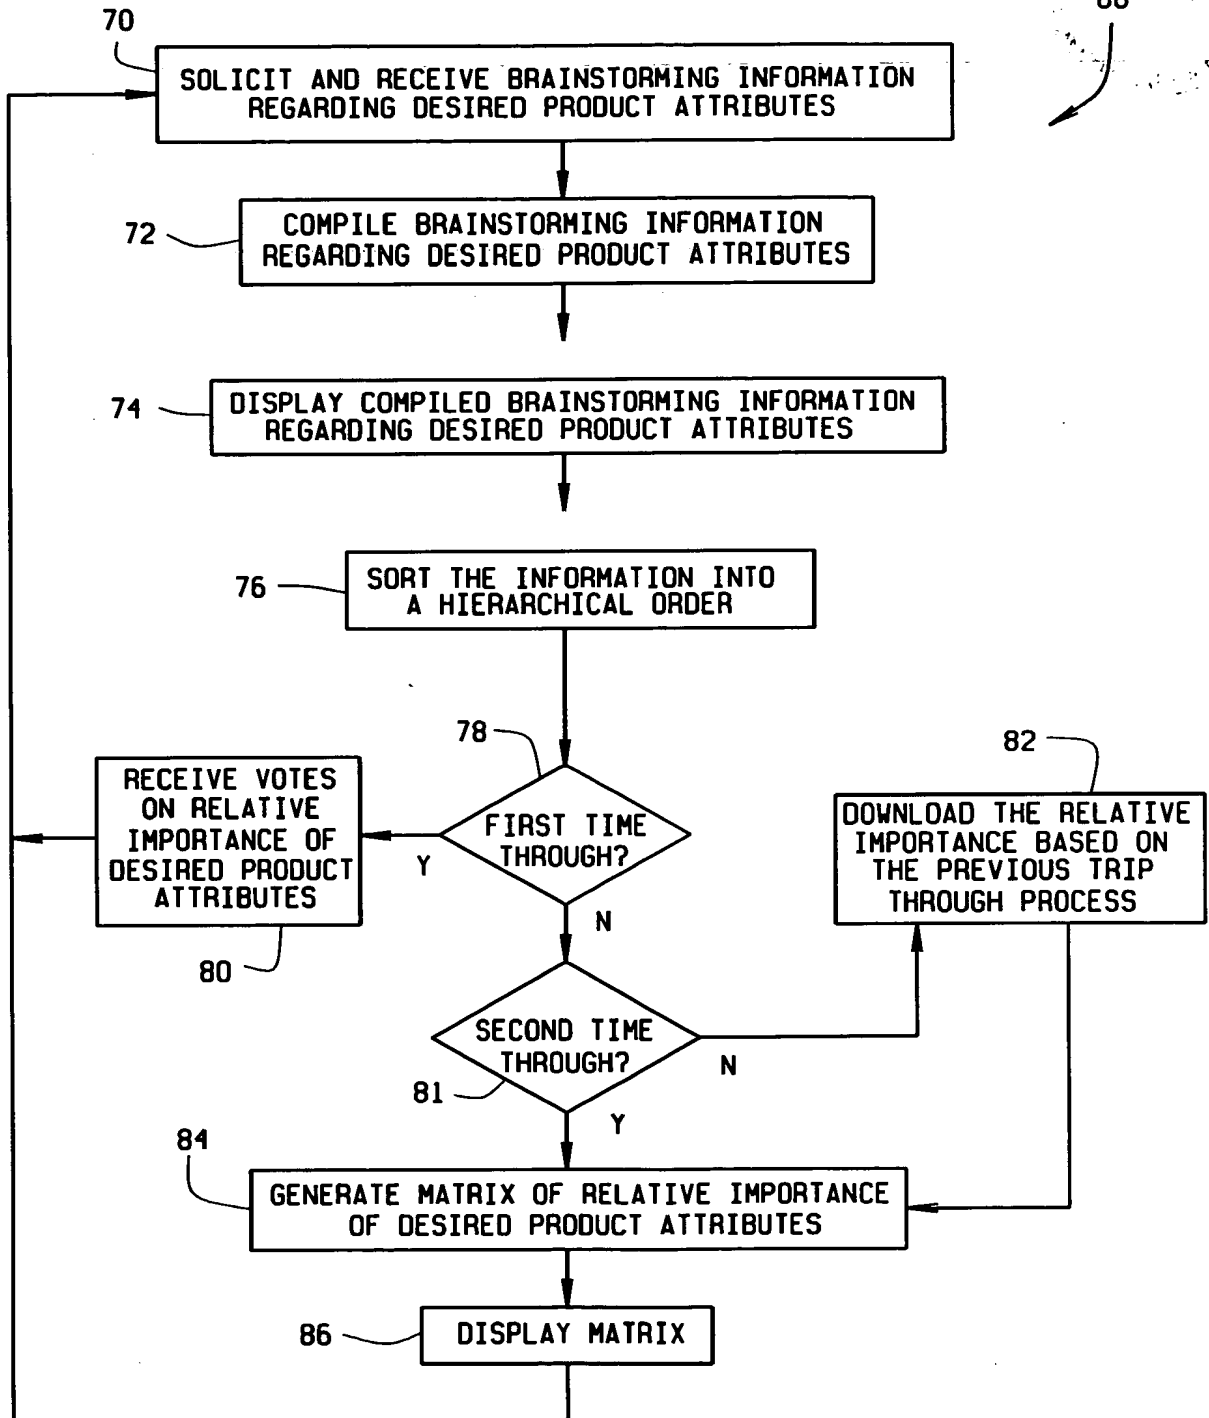 70
SOLICIT AND RECEIVE BRAINSTORMING INFORMATION
REGARDING DESIRED PRODUCT ATTRIBUTES
72
COMPILE BRAINSTORMING INFORMATION
REGARDING DESIRED PRODUCT ATTRIBUTES
74
DISPLAY COMPILED BRAINSTORMING INFORMATION
REGARDING DESIRED PRODUCT ATTRIBUTES
76
SORT THE INFORMATION INTO
A HIERARCHICAL ORDER
78
FIRST TIME
THROUGH?
Y
N
RECEIVE VOTES
ON RELATIVE
IMPORTANCE OF
DESIRED PRODUCT
ATTRIBUTES
80
82
DOWNLOAD THE RELATIVE
IMPORTANCE BASED ON
THE PREVIOUS TRIP
THROUGH PROCESS
SECOND TIME
THROUGH?
81
N
Y
84
GENERATE MATRIX OF RELATIVE IMPORTANCE
OF DESIRED PRODUCT ATTRIBUTES
86
DISPLAY MATRIX